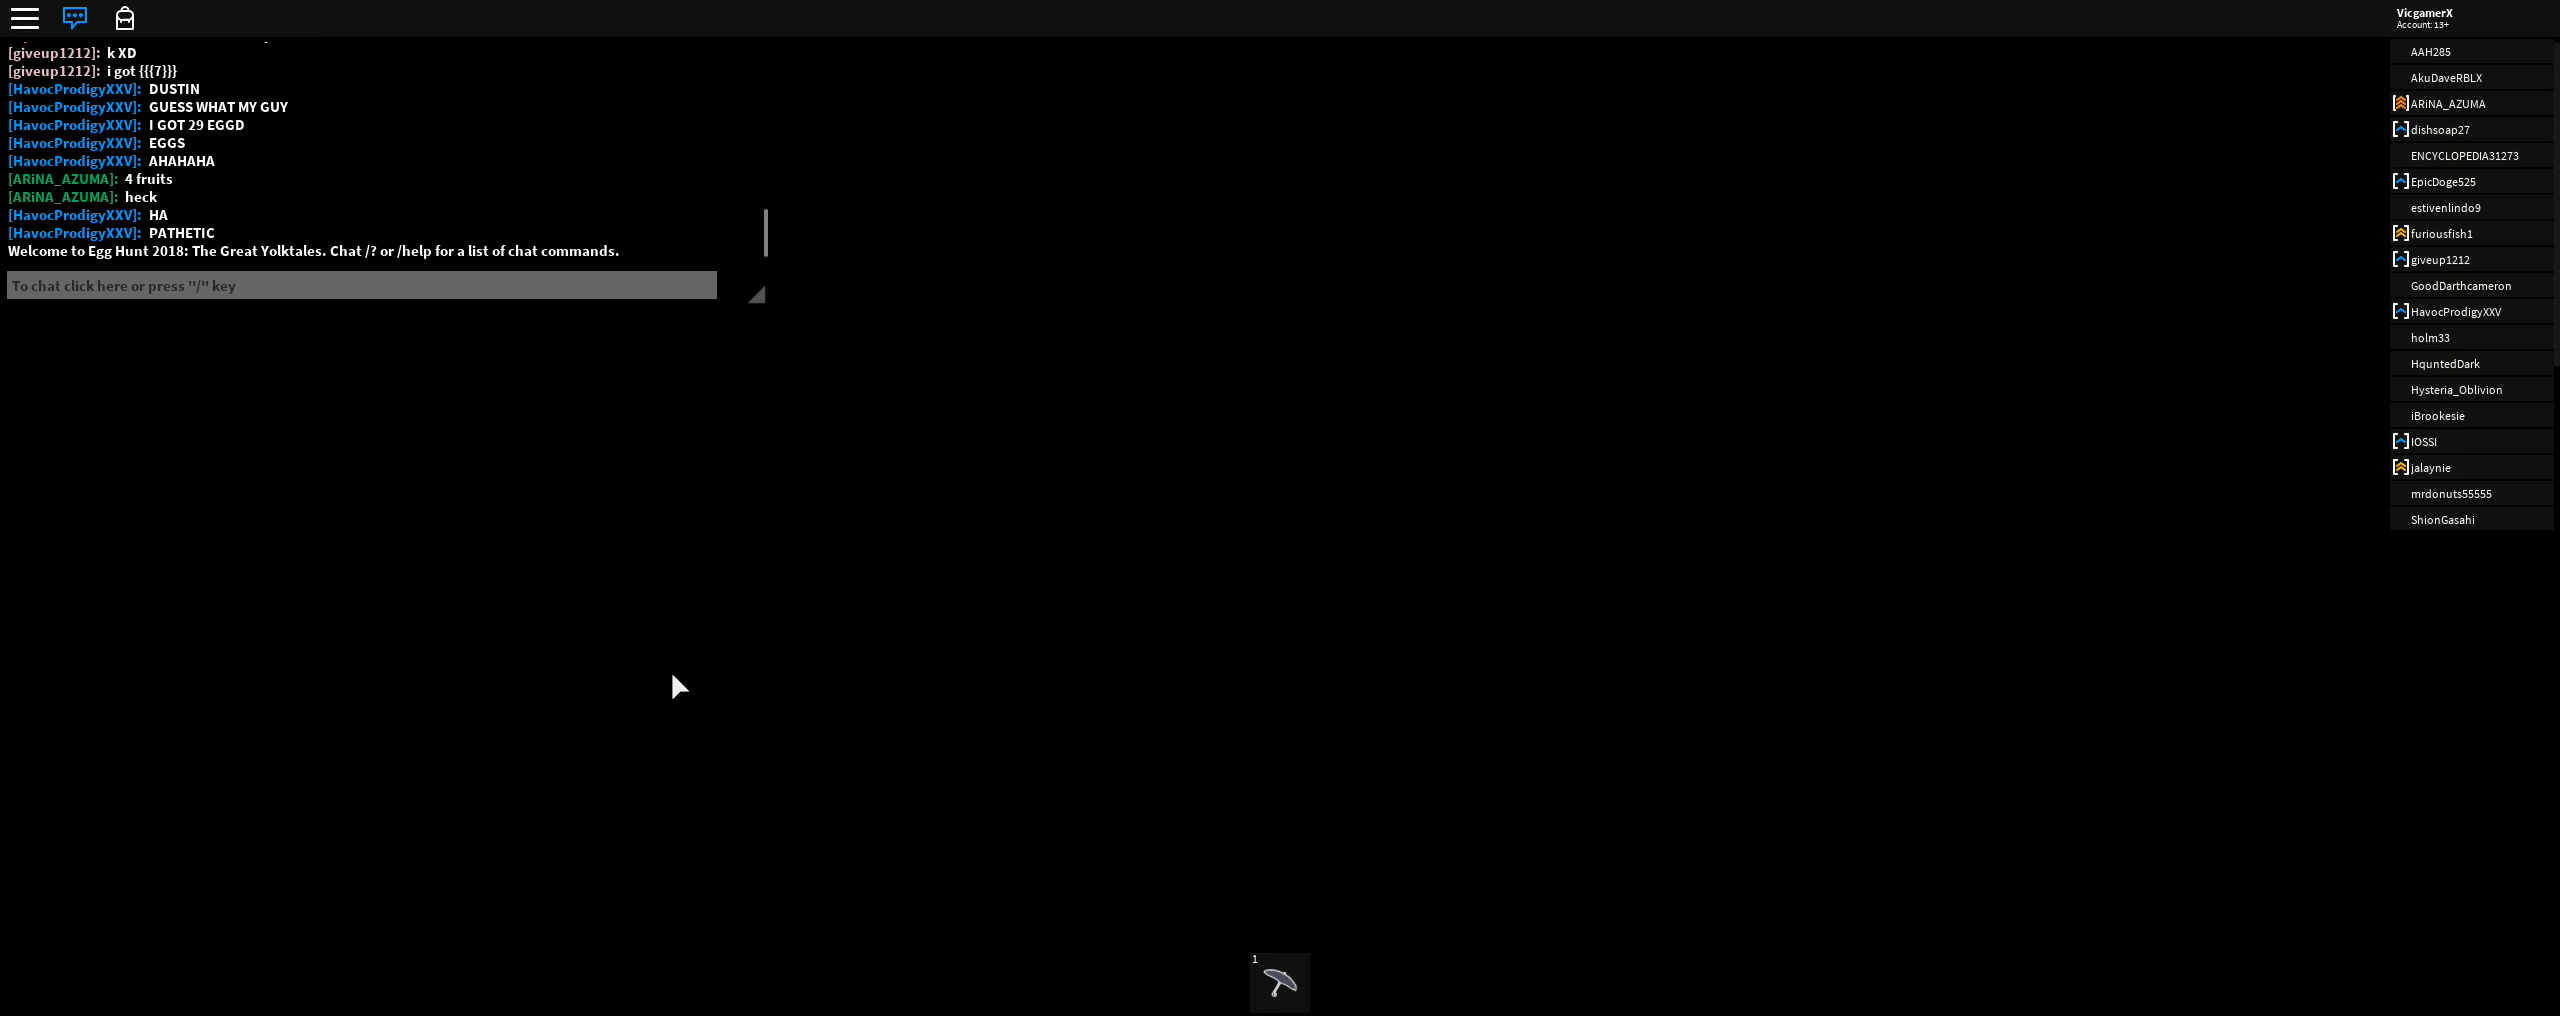 VicgamerX
Account: 13+
[giveup1212]: k XD
[giveup1212]: i got {{{7}}}
[HavocProdigyXXV]: DUSTIN
[HavocProdigyXXV]: GUESS WHAT MY GUY
[HavocProdigyXXV]: I GOT 29 EGGD
[HavocProdigyXXV]: EGGS
[HavocProdigyXXV]: AHAHAHA
[ARiNA_AZUMA]: 4 fruits
[ARiNA_AZUMA]: heck
[HavocProdigyXXV]: HA
[HavocProdigyXXV]: PATHETIC
Welcome to Egg Hunt 2018: The Great Yolktales. Chat /? or /help for a list of chat commands.
To chat click here or press "/" key
AAH285
AkuDaveRBLX
ARiNA_AZUMA
dishsoap27
ENCYCLOPEDIA31273
EpicDoge525
estivenlindo9
furiousfish1
giveup1212
GoodDarthcameron
HavocProdigyXXV
holm33
HquntedDark
Hysteria_Oblivion
iBrookesie
IOSSI
jalaynie
mrdonuts55555
ShionGasahi
1